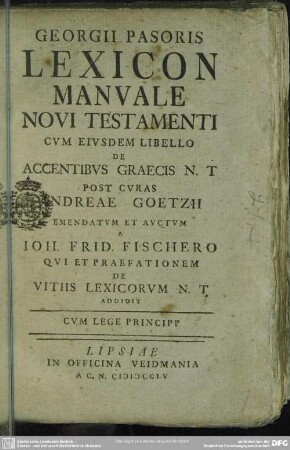 GEORGII PASORIS
LEXICON
MANVALE
NOVI TESTAMENTI
CVM EIVSDEM LIBELLO
DE
ACCENTIBVS GRAECIS N. T
POST CVRAS
ANDREAE GOETZII
EMENDATVM ET AVCTVM
A
IOH. FRID. FISCHERO
QVI ET PRAEFATIONEM
DE
VITIIS LEXICORVM N. T.
ADDIDIT
CVM LEGE PRINCIPP
LIPSIAE
IN OFFICINA VEIDMANIA
A C. N. CIƆIƆCCLV